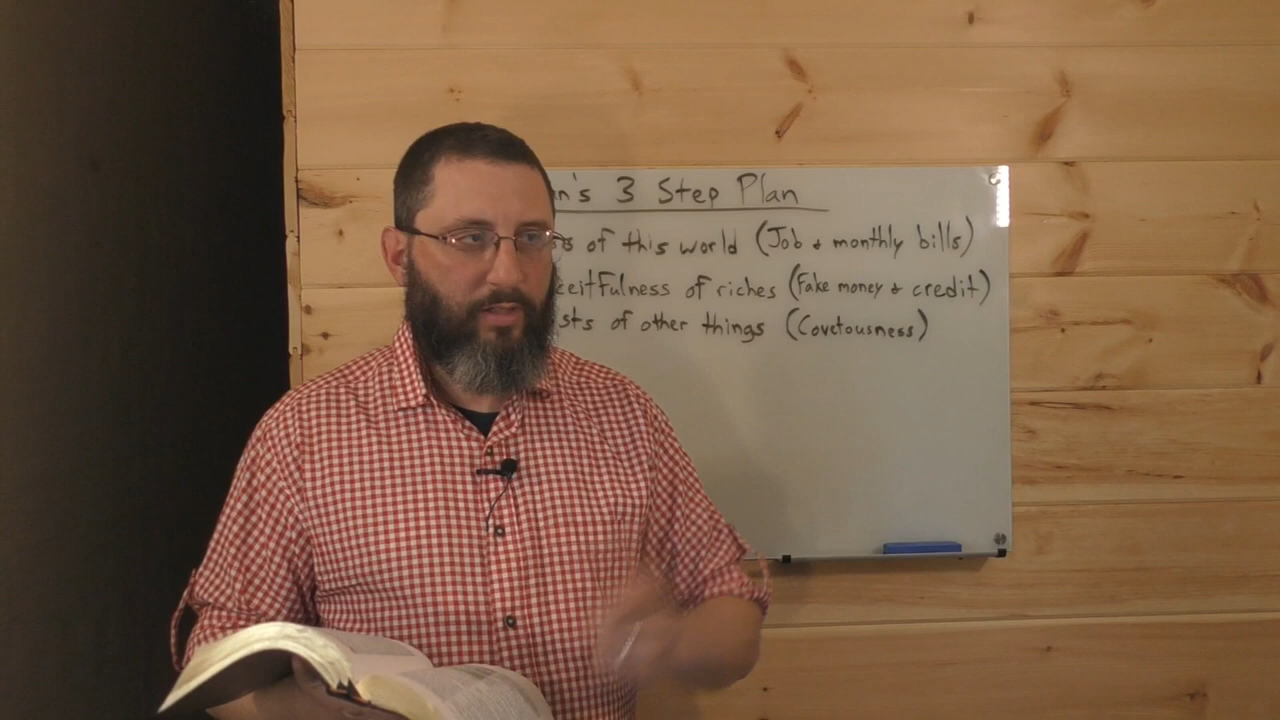 n's 3 Step Plan
s of this world (Job & monthly bills)
ceitfulness of riches (Fake money & credit)
sts of other things (Covetousness)